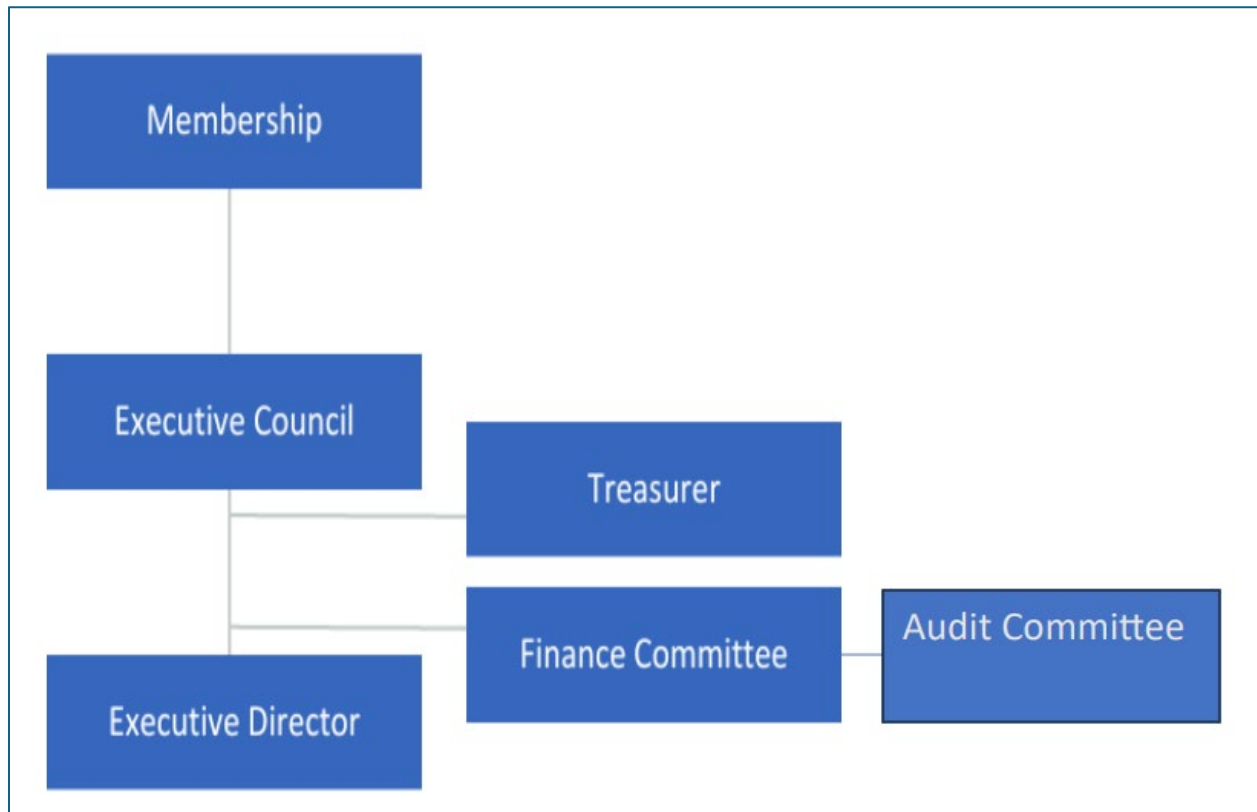 Membership
Executive Council
Treasurer
Finance Committee
Audit Committee
Executive Director